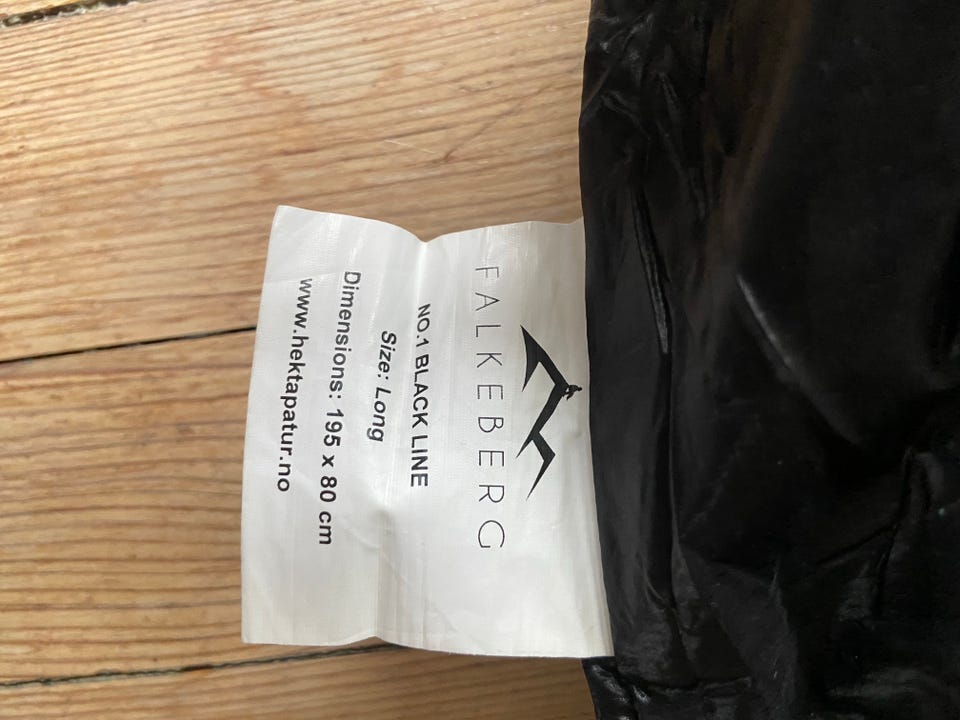 FALKEBERG
NO.1 BLACK LINE
Size: Long
Dimensions: 195 x 80 cm
www.hektapatur.no